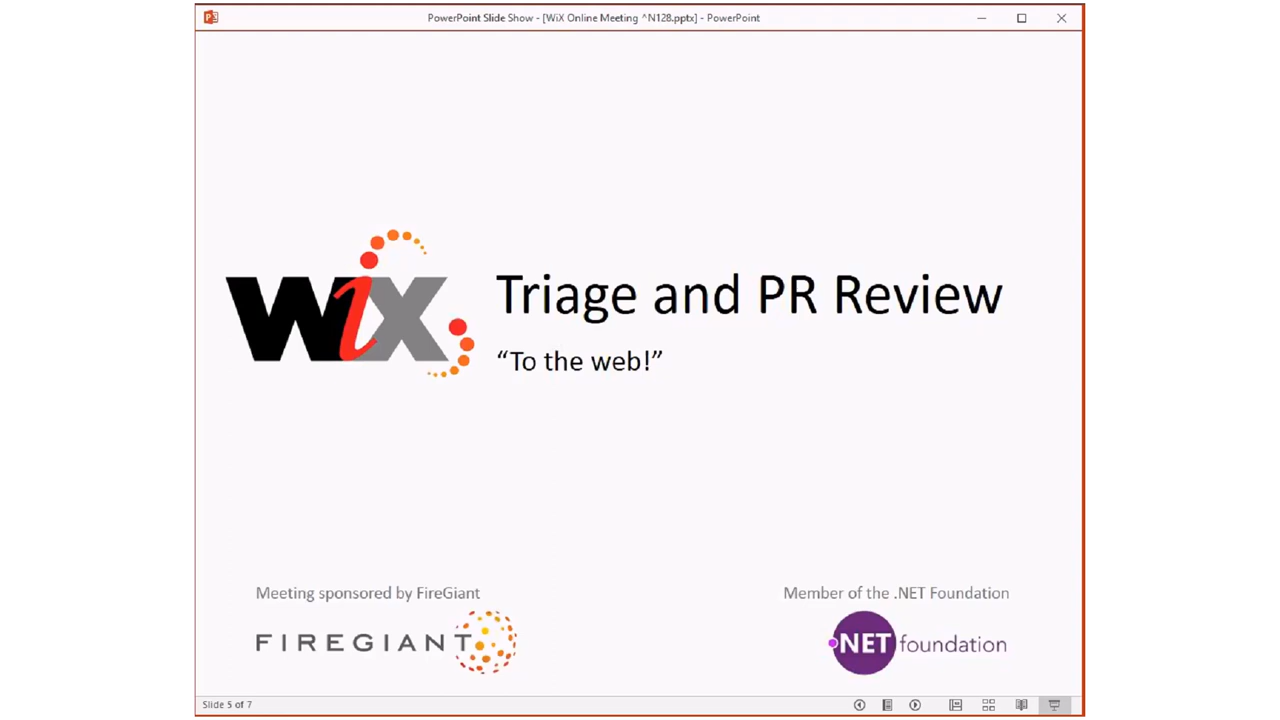 PowerPoint Slide Show - [WiX Online Meeting ^N128.pptx] - PowerPoint
WiX
Triage and PR Review
“To the web!”
Meeting sponsored by FireGiant
Member of the .NET Foundation
FIREGIANT
.NET foundation
Slide 5 of 7